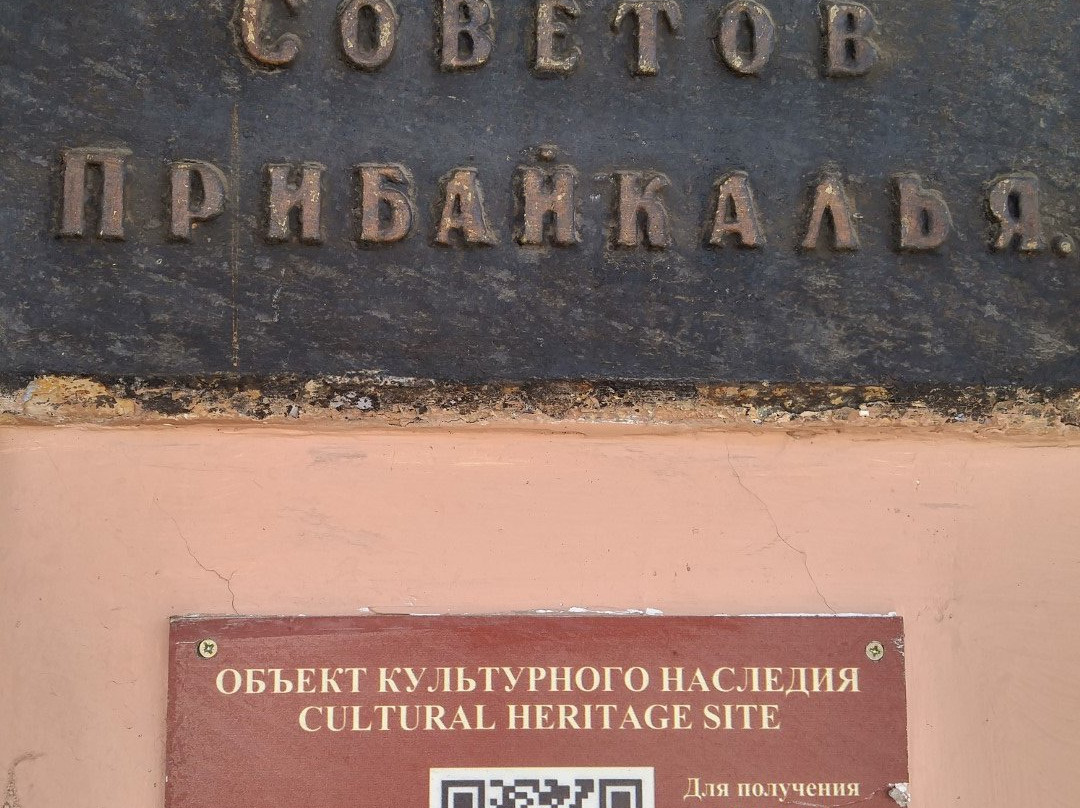 СОВЕТОВ
ПРИБАЙКАЛЬЯ.
ОБЪЕКТ КУЛЬТУРНОГО НАСЛЕДИЯ
CULTURAL HERITAGE SITE
Для получения